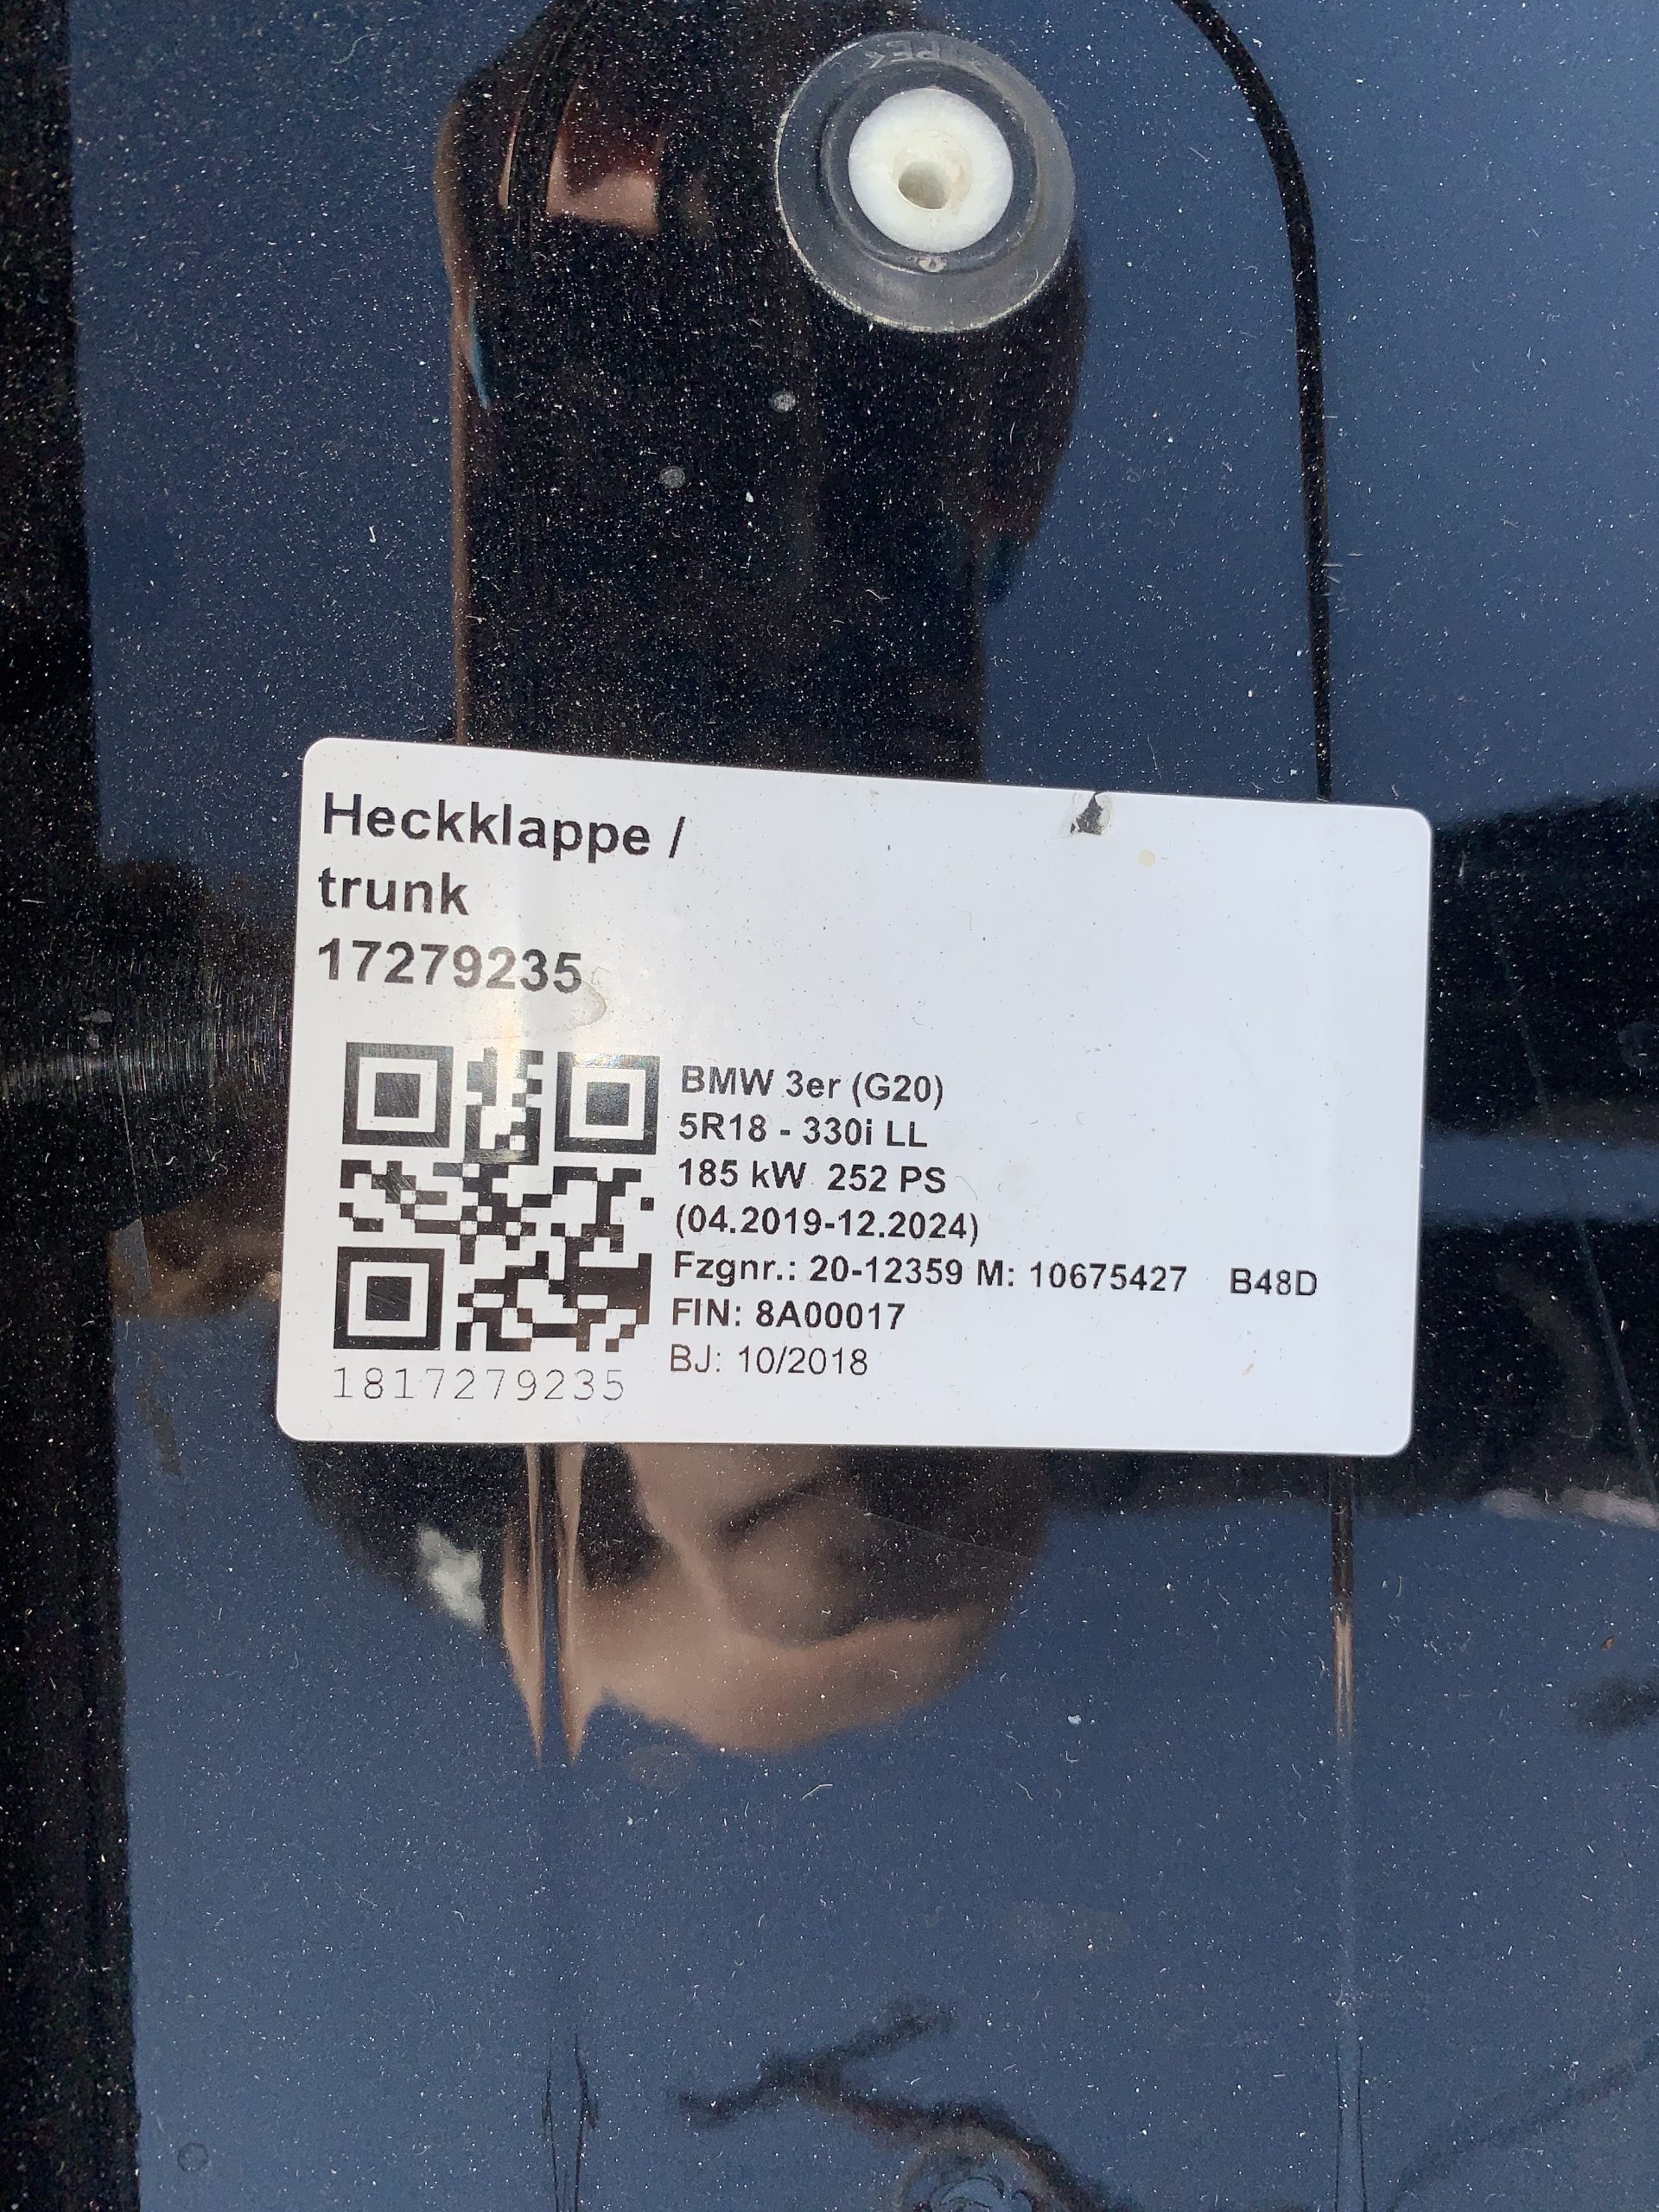 Heckklappe /
trunk
17279235
BMW 3er (G20)
5R18 - 330i LL
185 kW 252 PS
(04.2019-12.2024)
Fzgnr.: 20-12359 M: 10675427 B48D
FIN: 8A00017
BJ: 10/2018
1817279235